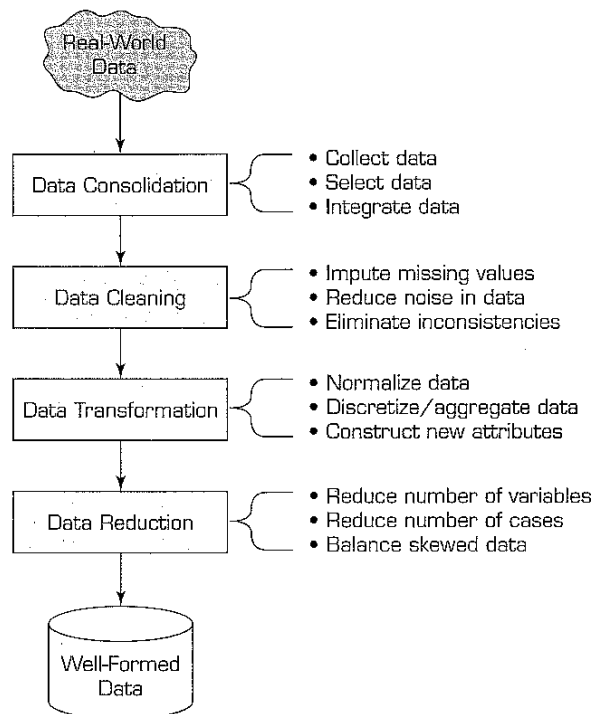 Real-World
Data
Data Consolidation
• Collect data
• Select data
• Integrate data
Data Cleaning
• Impute missing values
• Reduce noise in data
• Eliminate inconsistencies
Data Transformation
• Normalize data
• Discretize/aggregate data
• Construct new attributes
Data Reduction
• Reduce number of variables
• Reduce number of cases
• Balance skewed data
Well-Formed
Data